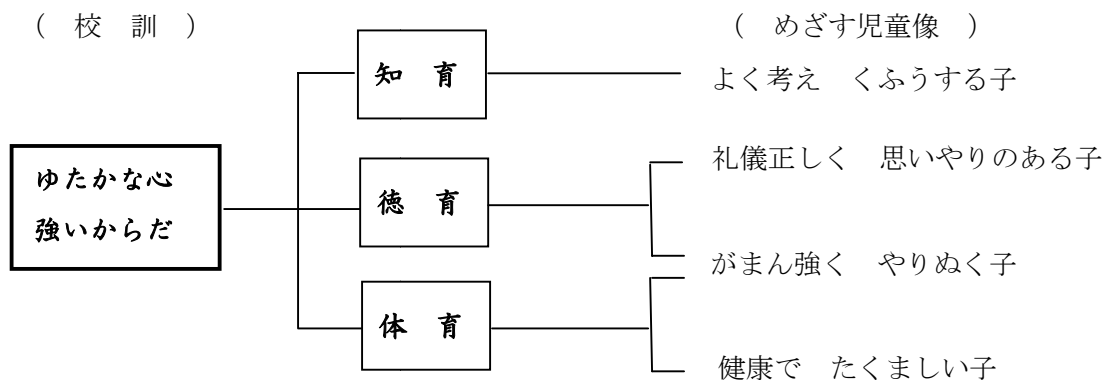 （　校　訓　）
（　めざす児童像　）
知　育
よく考え　くふうする子
ゆたかな心
強いからだ
徳　育
礼儀正しく　思いやりのある子
がまん強く　やりぬく子
体　育
健康で　たくましい子